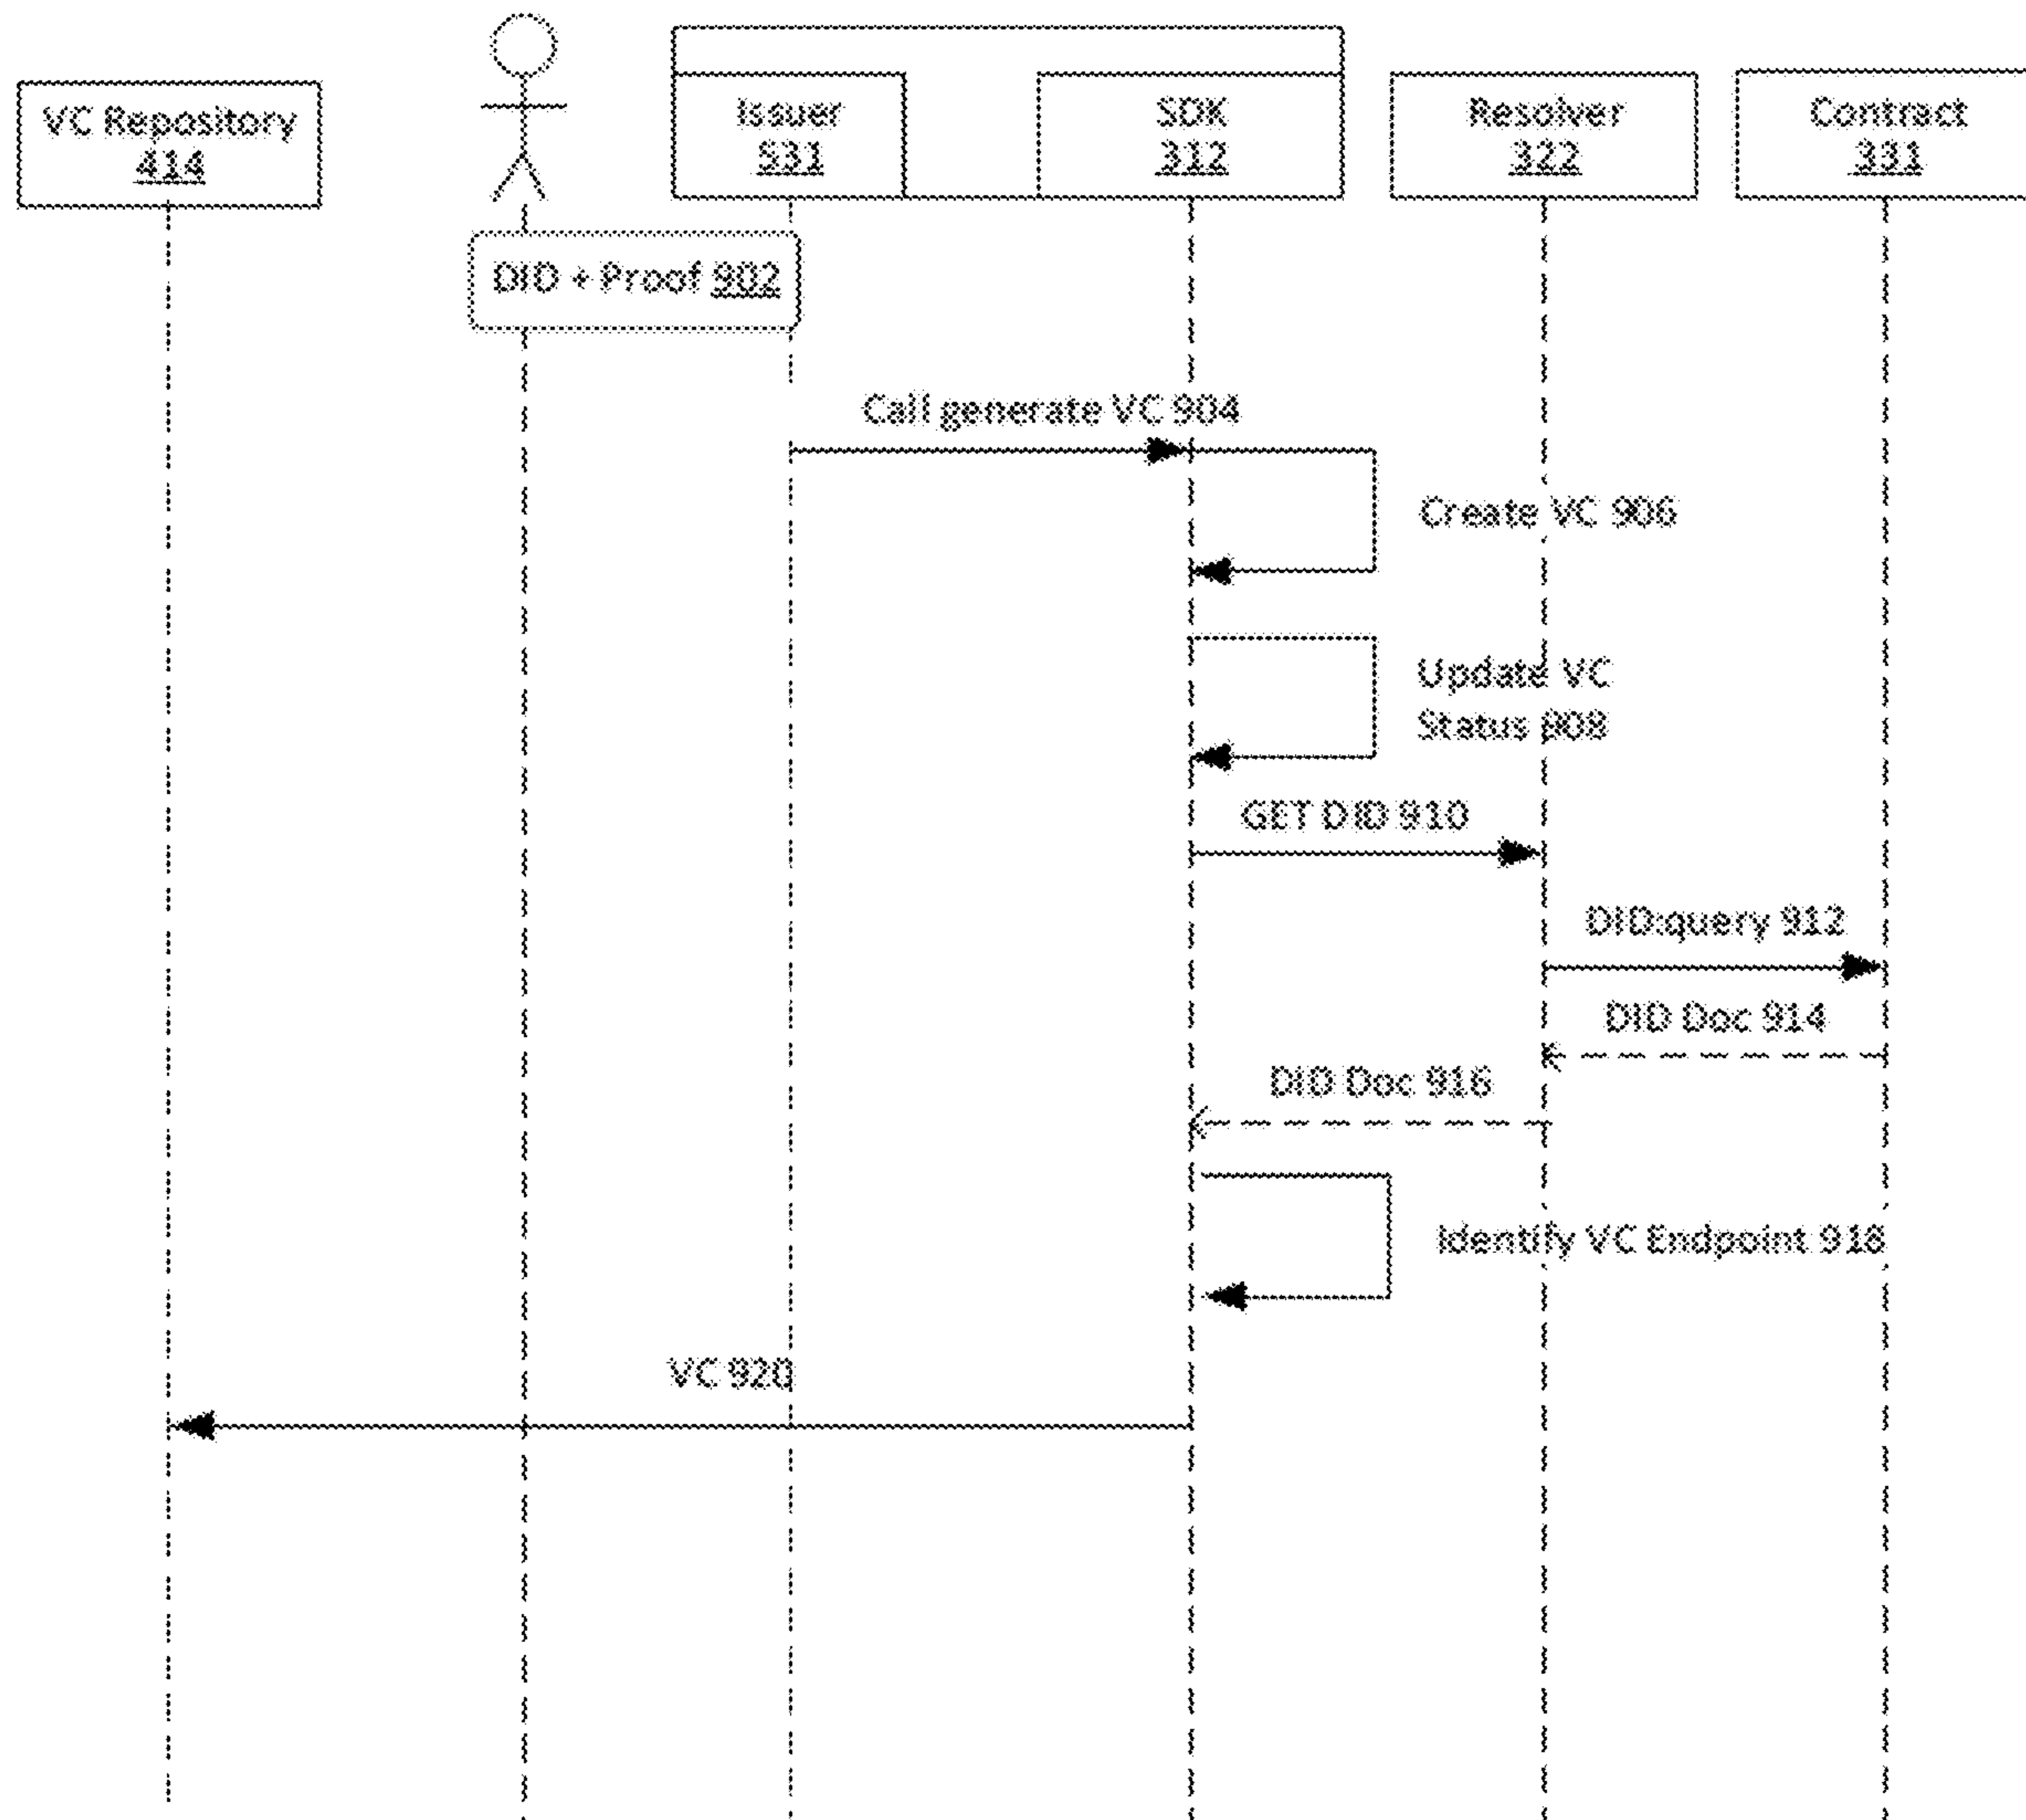 VC Repository
414
Issuer
531
SDK
312
Resolver
322
Contract
331
DID + Proof 902
Call generate VC 904
Create VC 906
Update VC
Status 908
GET DID 910
DID:query 912
DID Doc 914
DID Doc 916
Identify VC Endpoint 918
VC 920